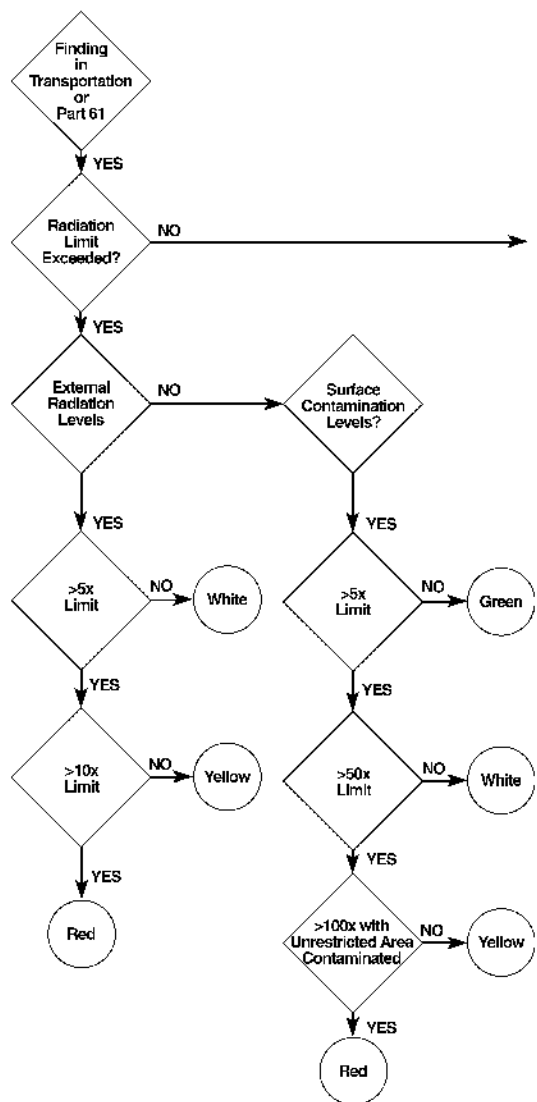 Finding
in
Transportation
or
Part 61
YES
Radiation
Limit
Exceeded?
NO
YES
External
Radiation
Levels
NO
Surface
Contamination
Levels?
YES
YES
>5x
Limit
NO
White
>5x
Limit
NO
Green
YES
YES
>10x
Limit
NO
Yellow
>50x
Limit
NO
White
YES
YES
Red
>100x with
Unrestricted Area
Contaminated
NO
Yellow
YES
Red